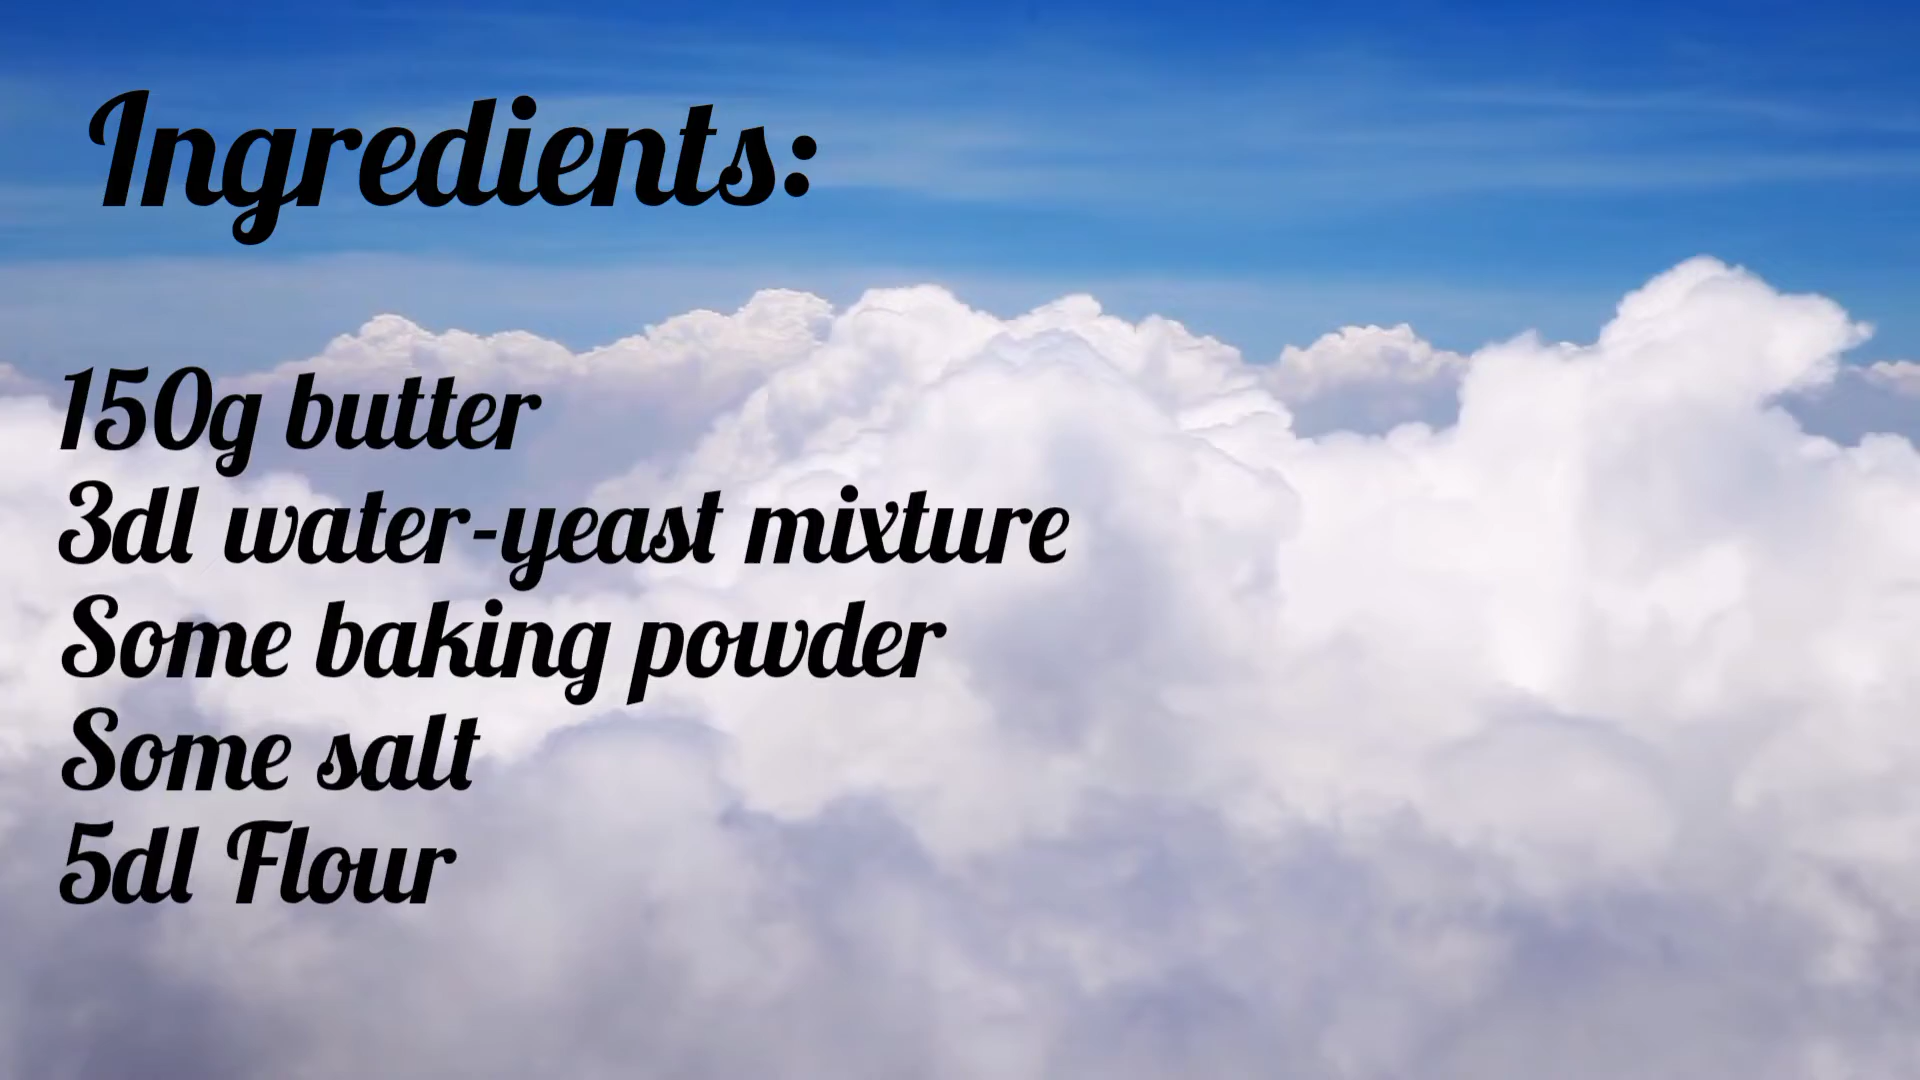 Ingredients:
150g butter
3dl water-yeast mixture
Some baking powder
Some salt
5dl Flour